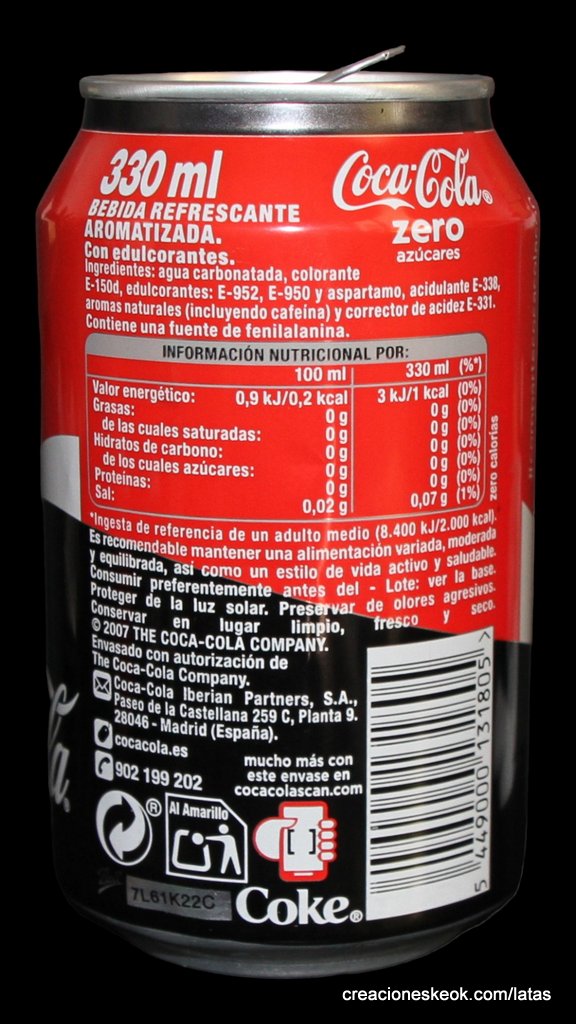 330 ml
BEBIDA REFRESCANTE
AROMATIZADA.
Con edulcorantes.
Coca-Cola®
zero
azúcares
Ingredientes: agua carbonatada, colorante
E-150d, edulcorantes: E-952, E-950 y aspartamo, acidulante E-338,
aromas naturales (incluyendo cafeína) y corrector de acidez E-331.
Contiene una fuente de fenilalanina.
INFORMACIÓN NUTRICIONAL POR:
100 ml 330 ml (%*)
Valor energético: 0,9 kJ/0,2 kcal 3 kJ/1 kcal (0%)
Grasas: 0 g 0 g (0%)
de las cuales saturadas: 0 g 0 g (0%)
Hidratos de carbono: 0 g 0 g (0%)
de los cuales azúcares: 0 g 0 g (0%)
Proteínas: 0 g 0 g (0%)
Sal: 0,02 g 0,07 g (1%)
zero calorías
*Ingesta de referencia de un adulto medio (8.400 kJ/2.000 kcal).
Es recomendable mantener una alimentación variada, moderada
y equilibrada, así como un estilo de vida activo y saludable.
Consumir preferentemente antes del - Lote: ver la base.
Proteger de la luz solar. Preservar de olores agresivos.
Conservar en lugar limpio, fresco y seco.
© 2007 THE COCA-COLA COMPANY.
Envasado con autorización de
The Coca-Cola Company.
Coca-Cola Iberian Partners, S.A.,
Paseo de la Castellana 259 C, Planta 9.
28046 - Madrid (España).
cocacola.es
902 199 202
mucho más con
este envase en
cocacolascan.com
®
Al Amarillo
7L61K22C
Coke®
5 449000 131805 >
la®
creacioneskeok.com/latas